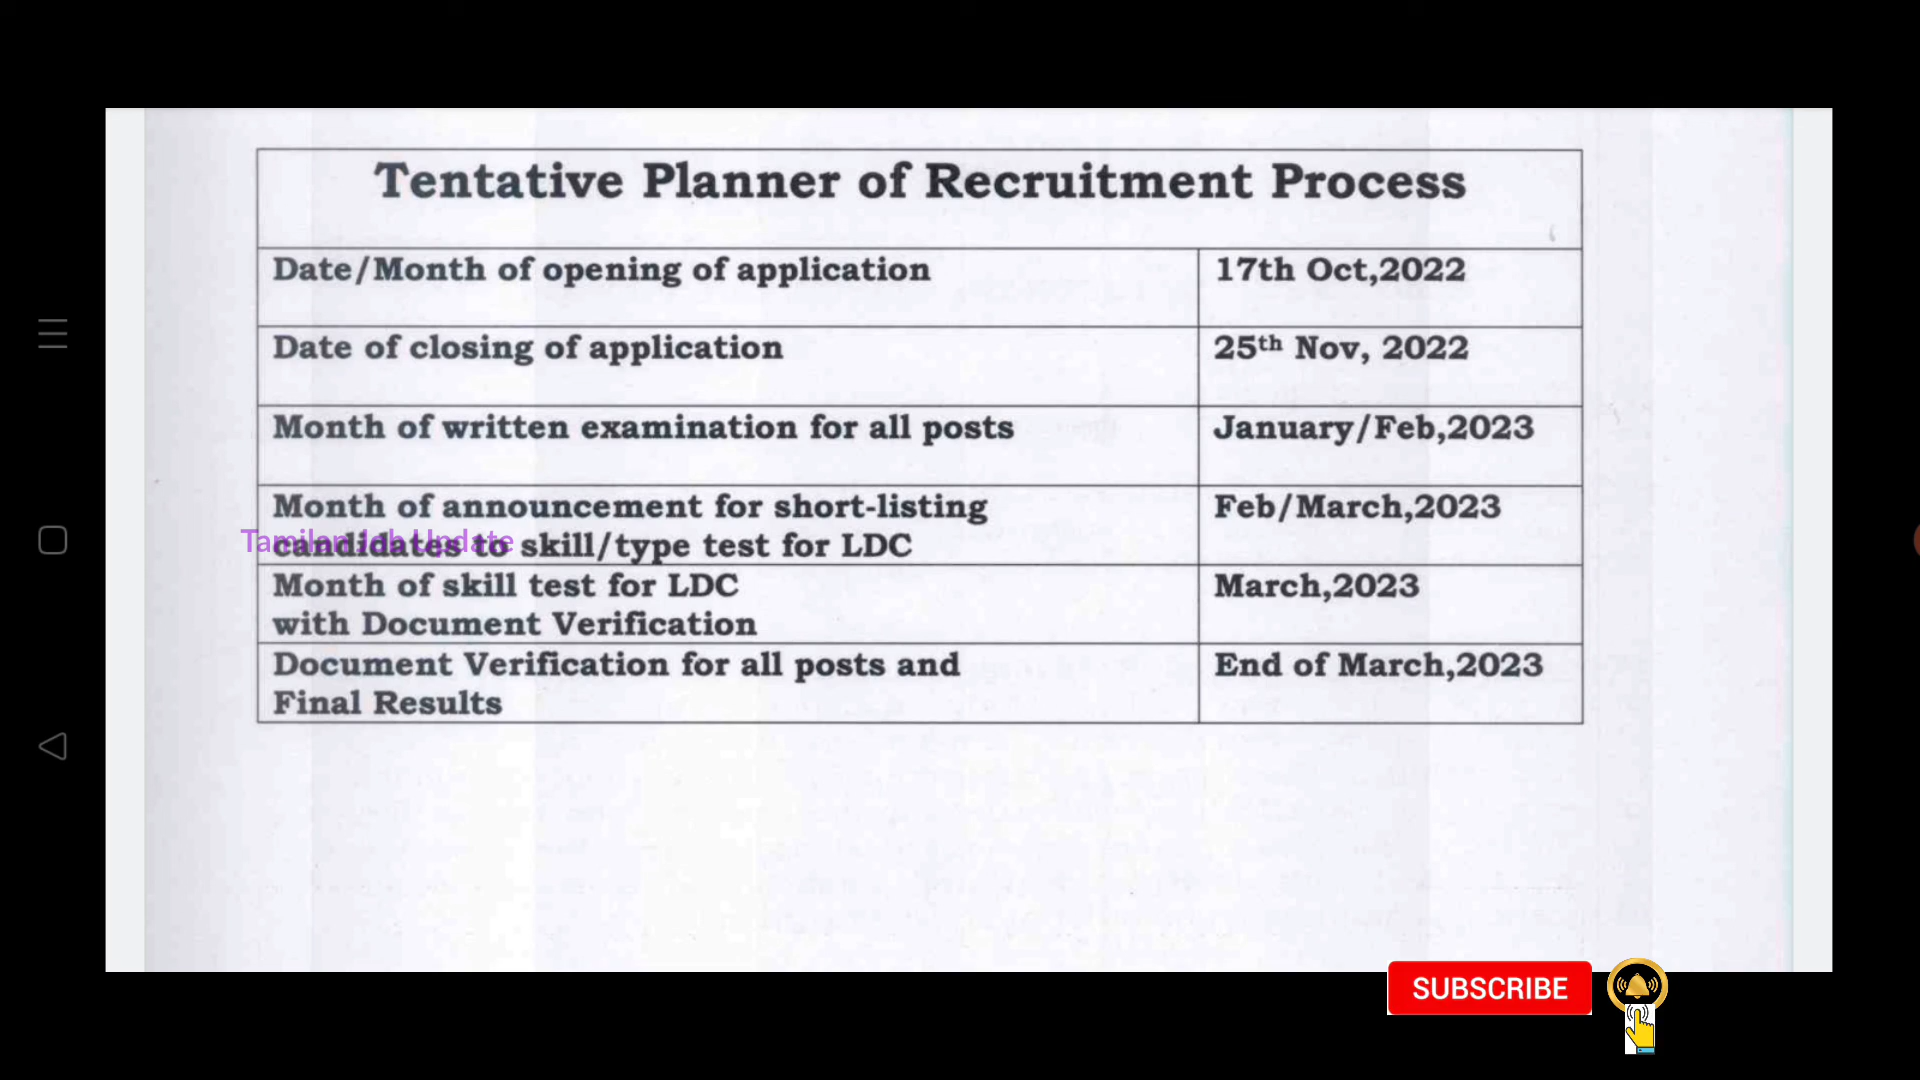 Tentative Planner of Recruitment Process
Date/Month of opening of application 17th Oct,2022
Date of closing of application 25th Nov, 2022
Month of written examination for all posts January/Feb,2023
Month of announcement for short-listing Feb/March,2023
candidates to skill/type test for LDC
Tamilan Job Update
Month of skill test for LDC March,2023
with Document Verification
Document Verification for all posts and End of March,2023
Final Results
SUBSCRIBE